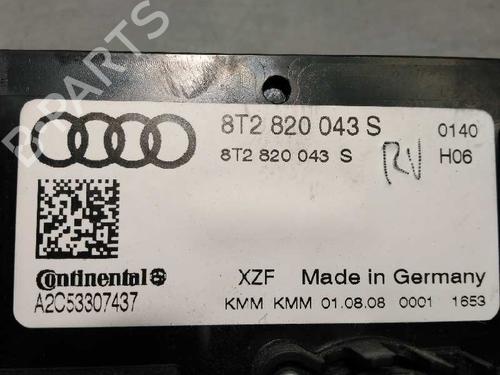 B-PARTS
8T2 820 043 S 0140
8T2 820 043 S RV H06
Continental XZF Made in Germany
A2C53307437 KMM KMM 01.08.08 0001 1653